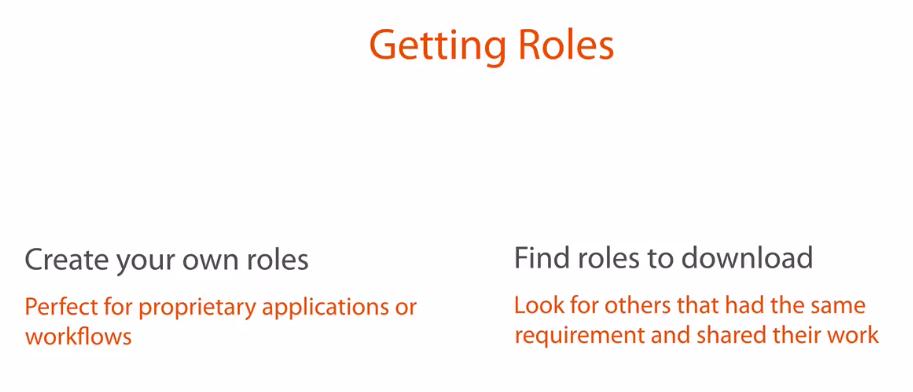 Getting Roles
Create your own roles
Perfect for proprietary applications or
workflows
Find roles to download
Look for others that had the same
requirement and shared their work